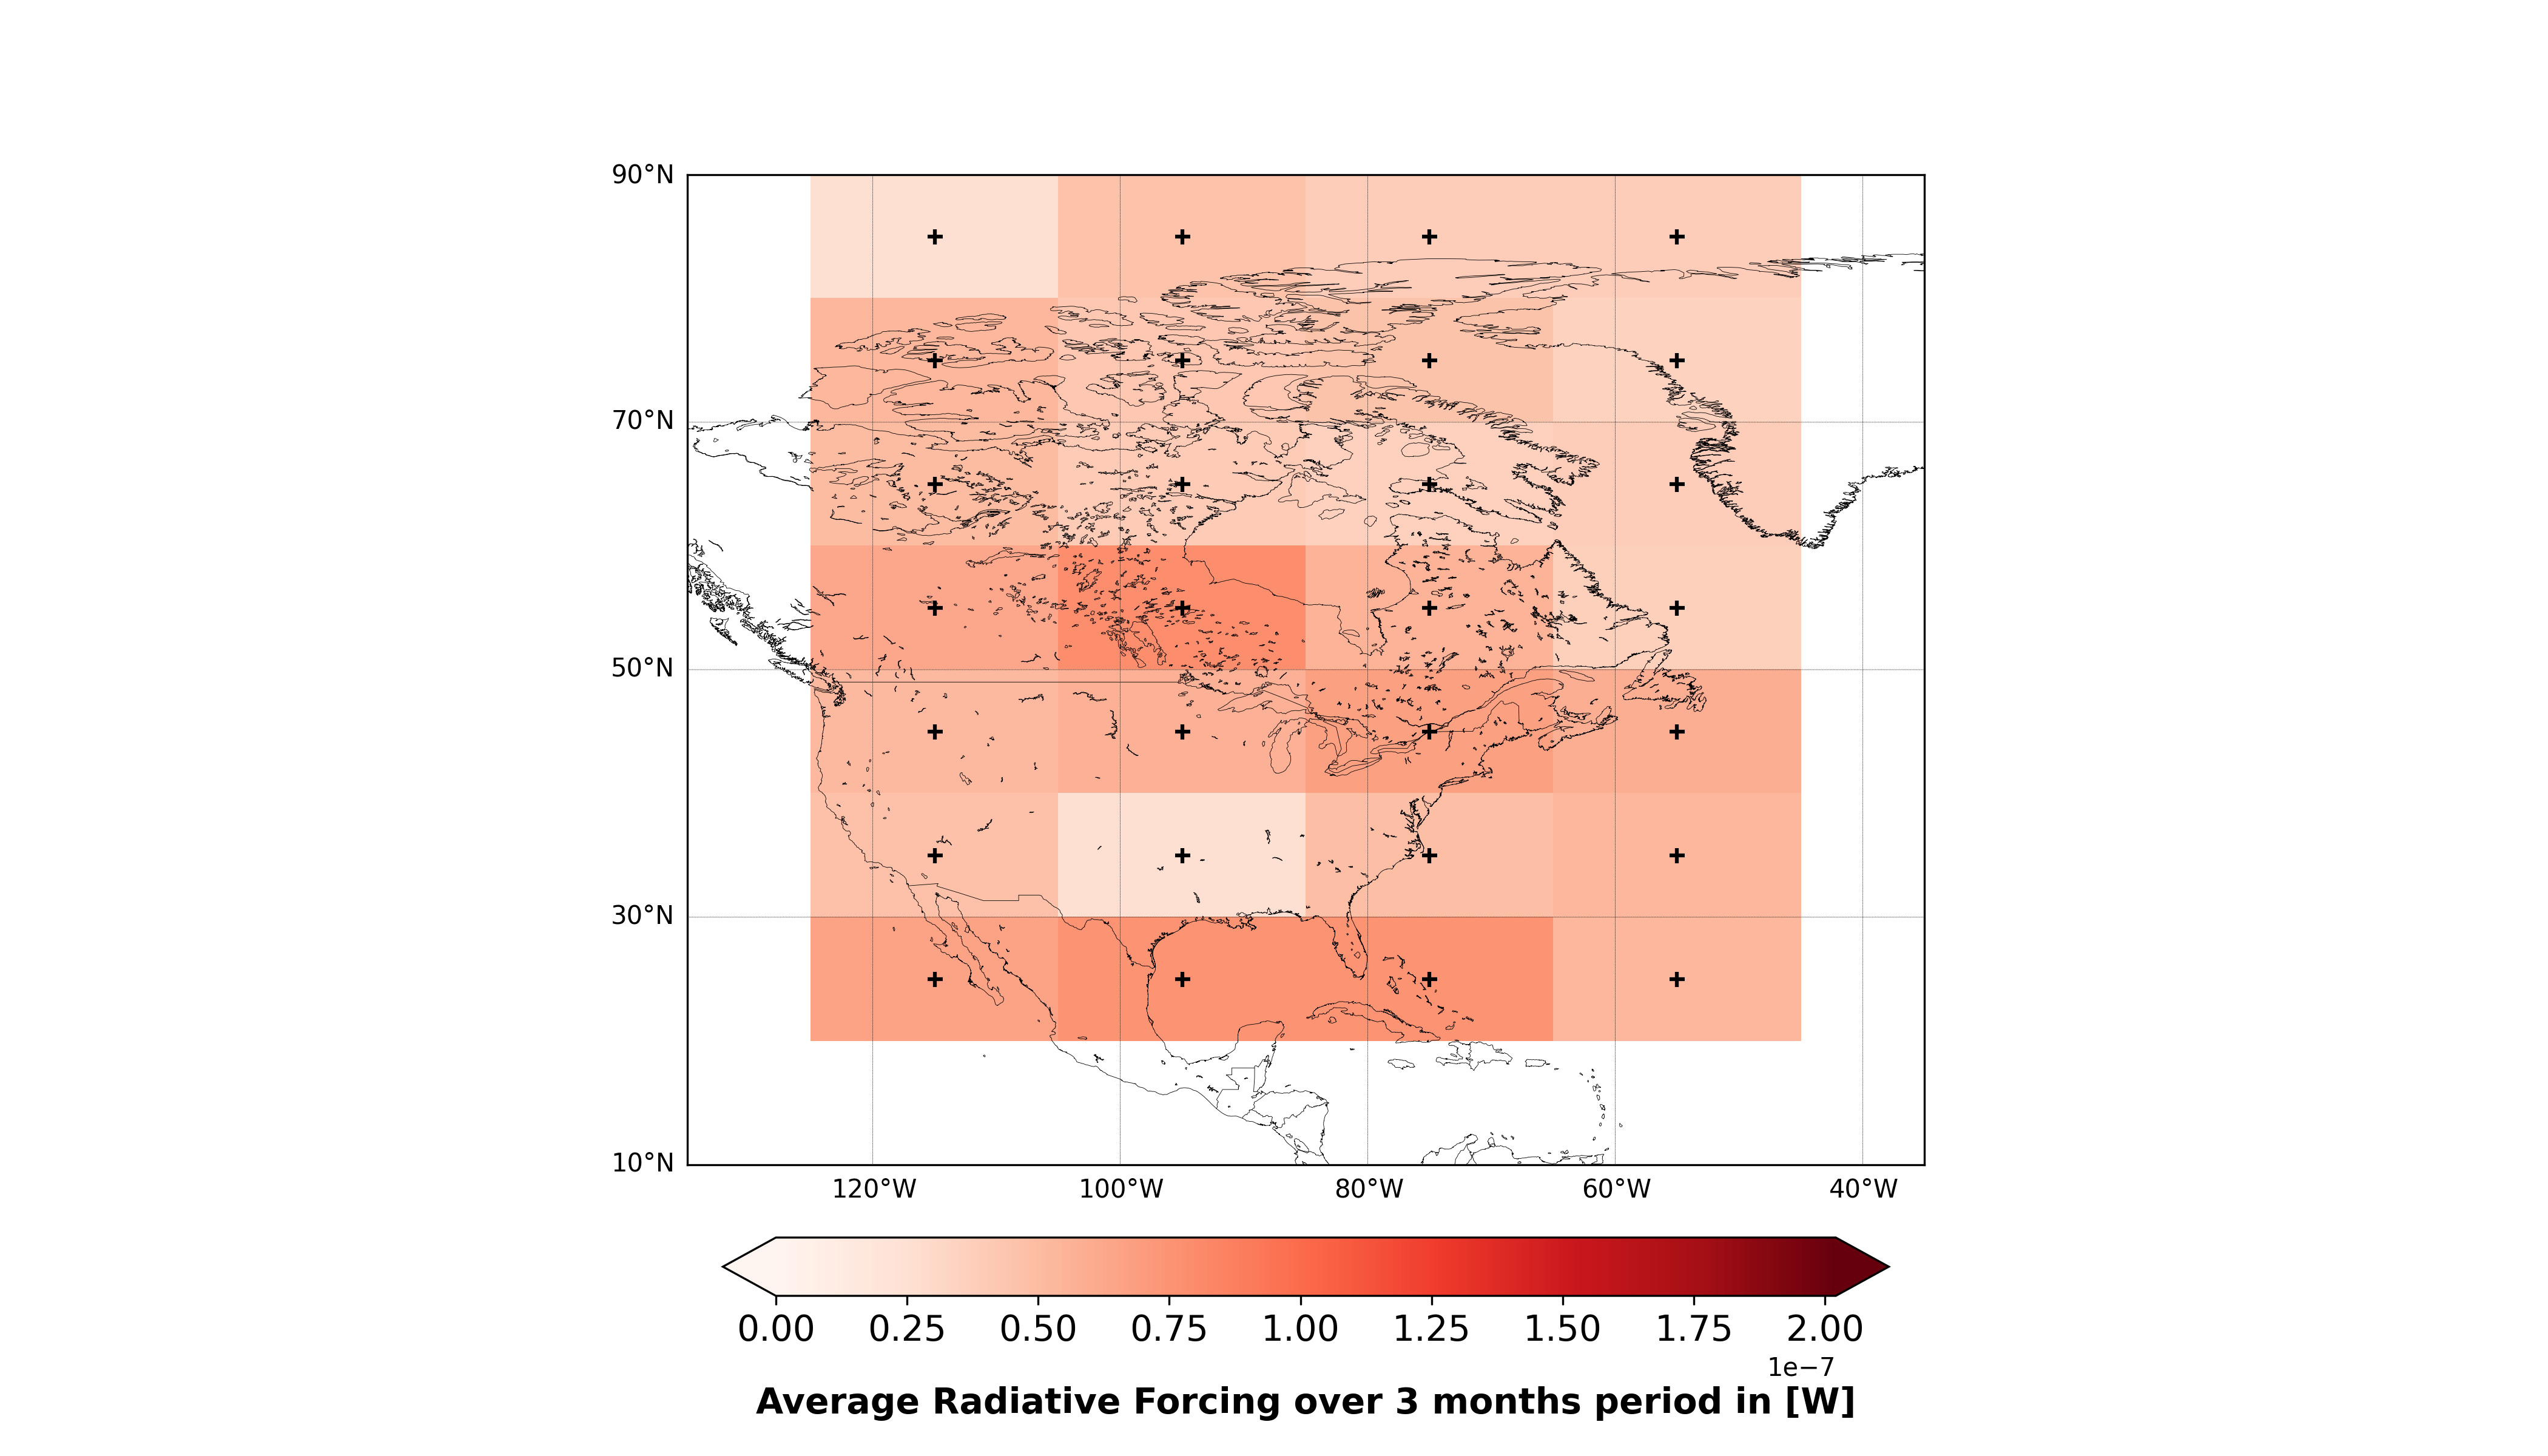 90°N
70°N
50°N
30°N
10°N
120°W 100°W 80°W 60°W 40°W
0.00 0.25 0.50 0.75 1.00 1.25 1.50 1.75 2.00
1e−7
Average Radiative Forcing over 3 months period in [W]